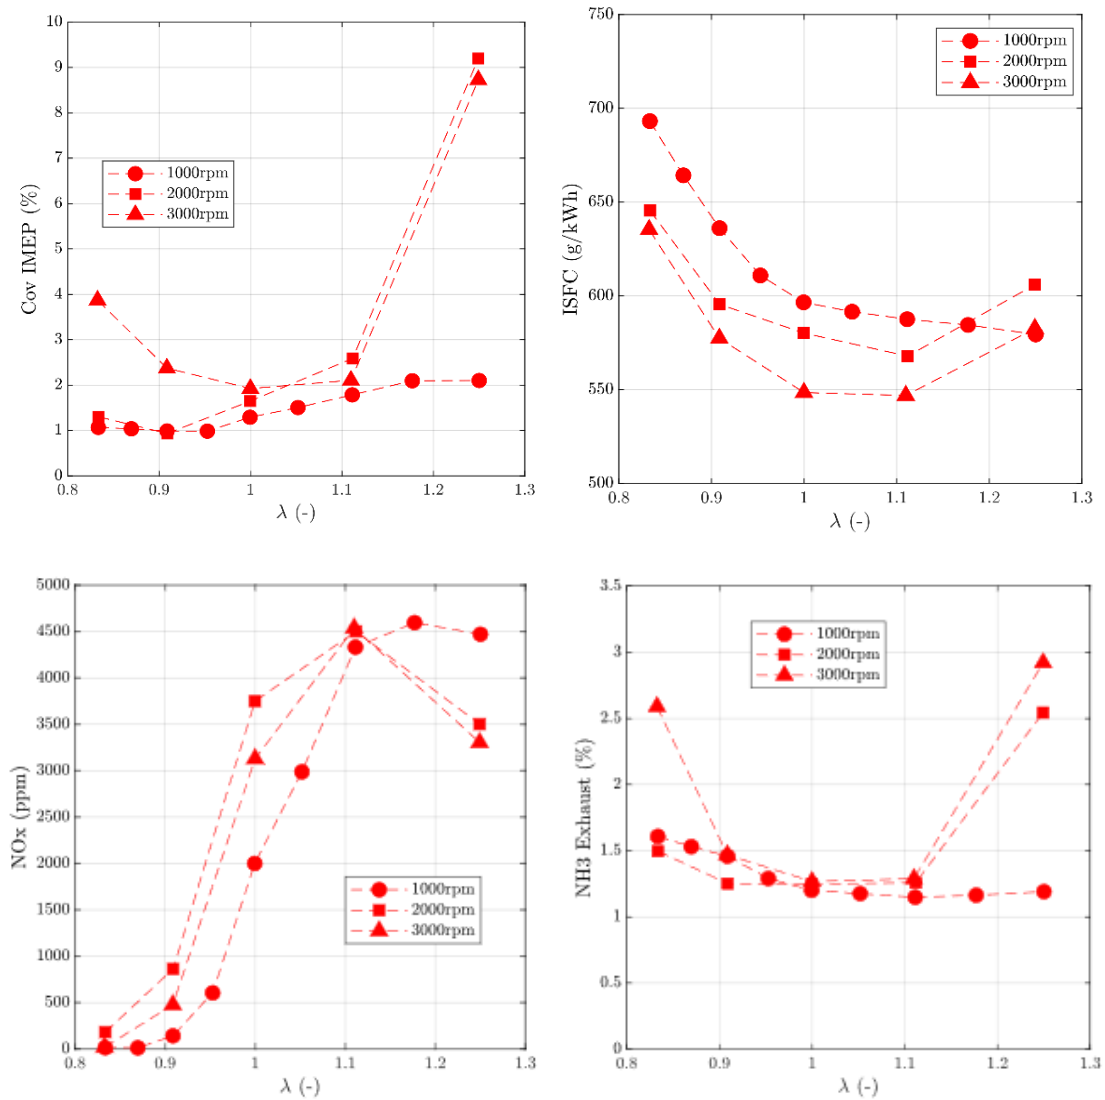 10
9
8
7
6
5
4
3
2
1
0
Cov IMEP (%)
1000rpm
2000rpm
3000rpm
0.8 0.9 1 1.1 1.2 1.3
λ (-)
750
700
650
600
550
500
ISFC (g/kWh)
1000rpm
2000rpm
3000rpm
0.8 0.9 1 1.1 1.2 1.3
λ (-)
5000
4500
4000
3500
3000
2500
2000
1500
1000
500
0
NOx (ppm)
1000rpm
2000rpm
3000rpm
0.8 0.9 1 1.1 1.2 1.3
λ (-)
3.5
3
2.5
2
1.5
1
0.5
0
NH3 Exhaust (%)
1000rpm
2000rpm
3000rpm
0.8 0.9 1 1.1 1.2 1.3
λ (-)